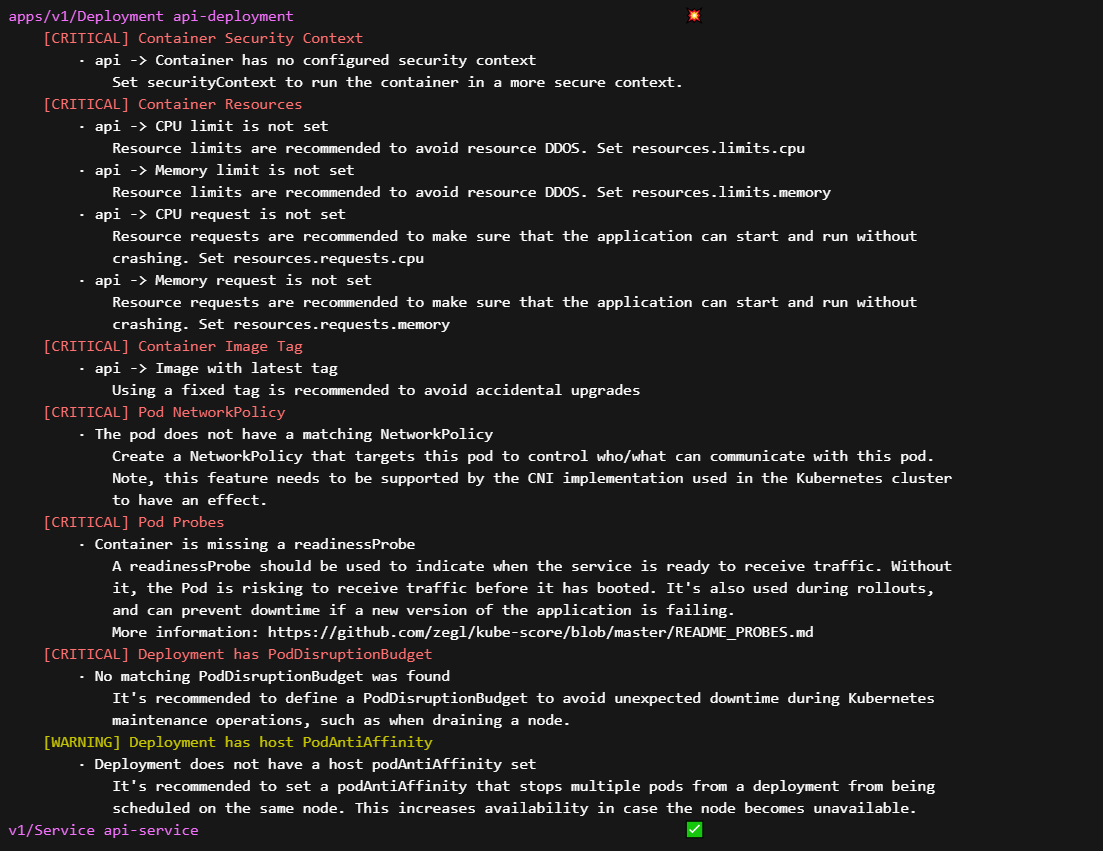 apps/v1/Deployment api-deployment 💥
[CRITICAL] Container Security Context
· api -> Container has no configured security context
Set securityContext to run the container in a more secure context.
[CRITICAL] Container Resources
· api -> CPU limit is not set
Resource limits are recommended to avoid resource DDOS. Set resources.limits.cpu
· api -> Memory limit is not set
Resource limits are recommended to avoid resource DDOS. Set resources.limits.memory
· api -> CPU request is not set
Resource requests are recommended to make sure that the application can start and run without
crashing. Set resources.requests.cpu
· api -> Memory request is not set
Resource requests are recommended to make sure that the application can start and run without
crashing. Set resources.requests.memory
[CRITICAL] Container Image Tag
· api -> Image with latest tag
Using a fixed tag is recommended to avoid accidental upgrades
[CRITICAL] Pod NetworkPolicy
· The pod does not have a matching NetworkPolicy
Create a NetworkPolicy that targets this pod to control who/what can communicate with this pod.
Note, this feature needs to be supported by the CNI implementation used in the Kubernetes cluster
to have an effect.
[CRITICAL] Pod Probes
· Container is missing a readinessProbe
A readinessProbe should be used to indicate when the service is ready to receive traffic. Without
it, the Pod is risking to receive traffic before it has booted. It's also used during rollouts,
and can prevent downtime if a new version of the application is failing.
More information: https://github.com/zegl/kube-score/blob/master/README_PROBES.md
[CRITICAL] Deployment has PodDisruptionBudget
· No matching PodDisruptionBudget was found
It's recommended to define a PodDisruptionBudget to avoid unexpected downtime during Kubernetes
maintenance operations, such as when draining a node.
[WARNING] Deployment has host PodAntiAffinity
· Deployment does not have a host podAntiAffinity set
It's recommended to set a podAntiAffinity that stops multiple pods from a deployment from being
scheduled on the same node. This increases availability in case the node becomes unavailable.
v1/Service api-service ✅